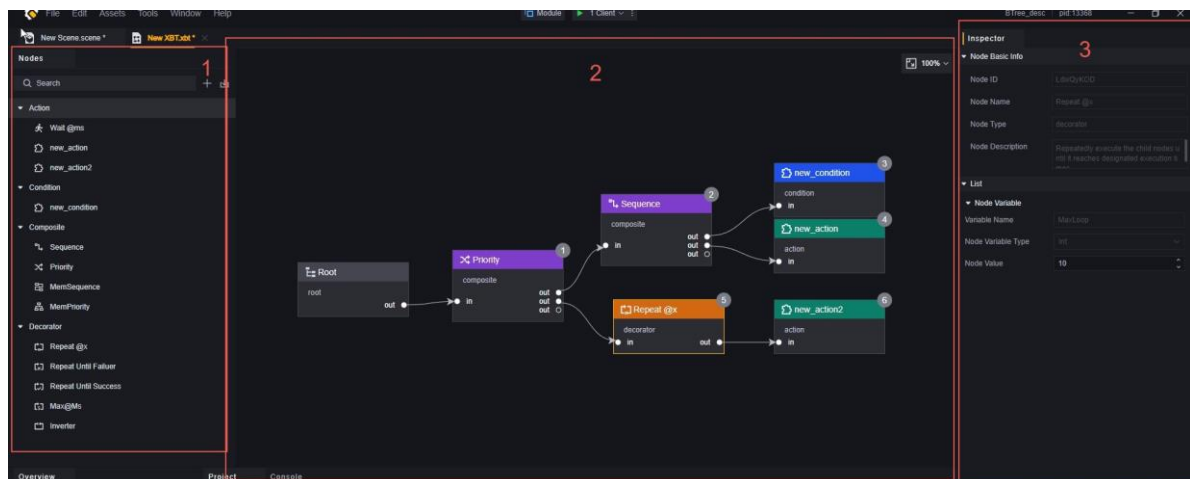 File Edit Assets Tools Window Help
Module
1 Client
BTree_desc pid:13368
New Scene.scene *
New XBT.xbt *
Nodes
1
Search
Action
Wait @ms
new_action
new_action2
Condition
new_condition
Composite
Sequence
Priority
MemSequence
MemPriority
Decorator
Repeat @x
Repeat Until Failuer
Repeat Until Success
Max@Ms
Inverter
Overview
Project
Console
2
100%
Root
root
out
1
Priority
composite
in
out
out
out
2
Sequence
composite
in
out
out
out
3
new_condition
condition
in
4
new_action
action
in
5
Repeat @x
decorator
in
out
6
new_action2
action
in
Inspector
3
Node Basic Info
Node ID
Node Name
Repeat @x
Node Type
decorator
Node Description
Repeatedly execute the child nodes u
ntil it reaches designated execution ti
List
Node Variable
Variable Name
MaxLoop
Node Variable Type
int
Node Value
10